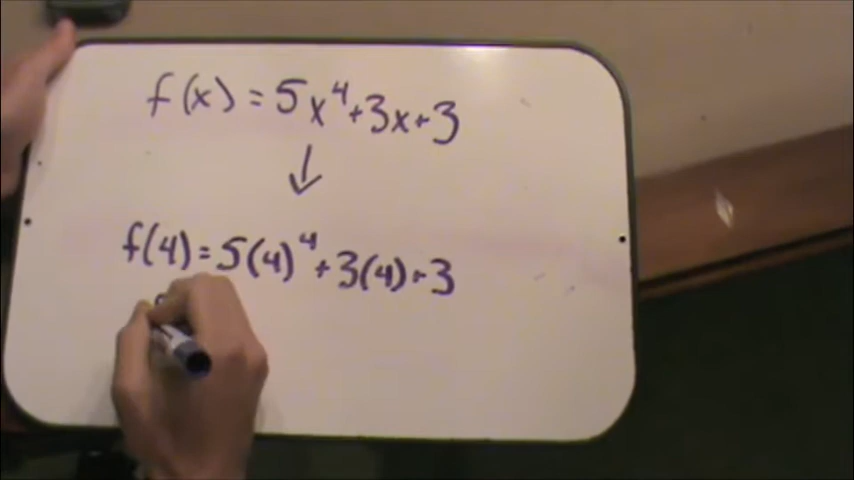 f(x) = 5x⁴+3x+3
f(4) = 5(4)⁴+3(4)+3